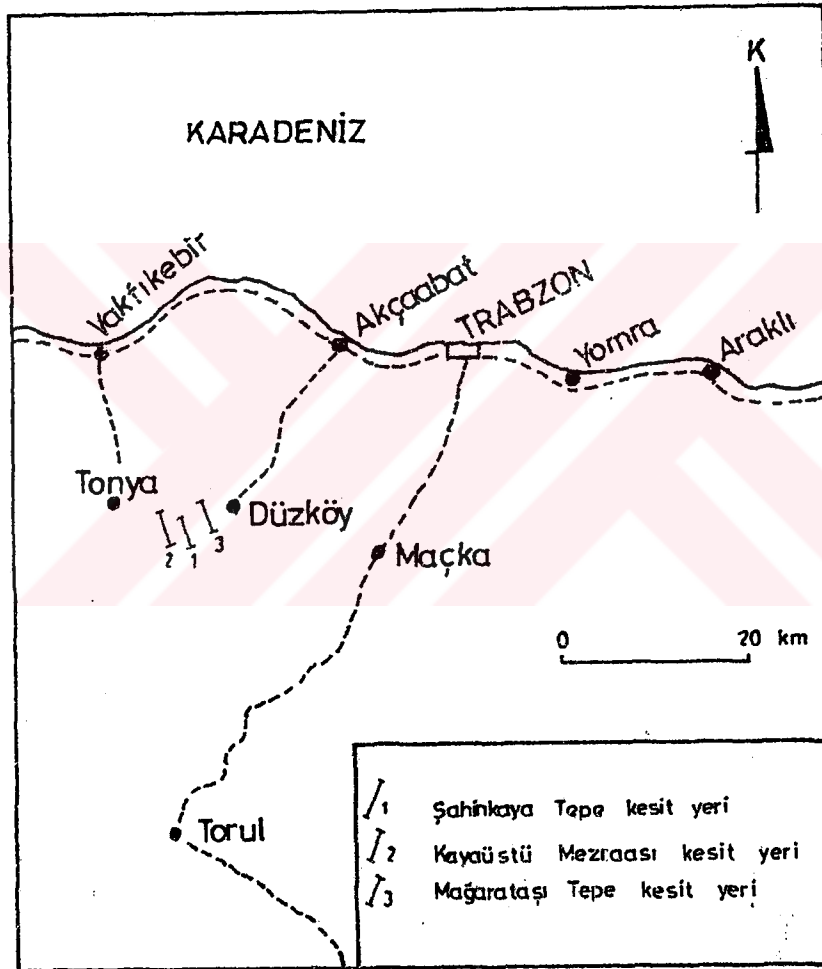 K
KARADENİZ
Vakfıkebir
Akçaabat
TRABZON
Yomra
Araklı
Tonya
Düzköy
2 1 3
Maçka
0 20 km
Torul
1 Şahinkaya Tepe kesit yeri
2 Kayaüstü Mezraası kesit yeri
3 Mağarataşı Tepe kesit yeri